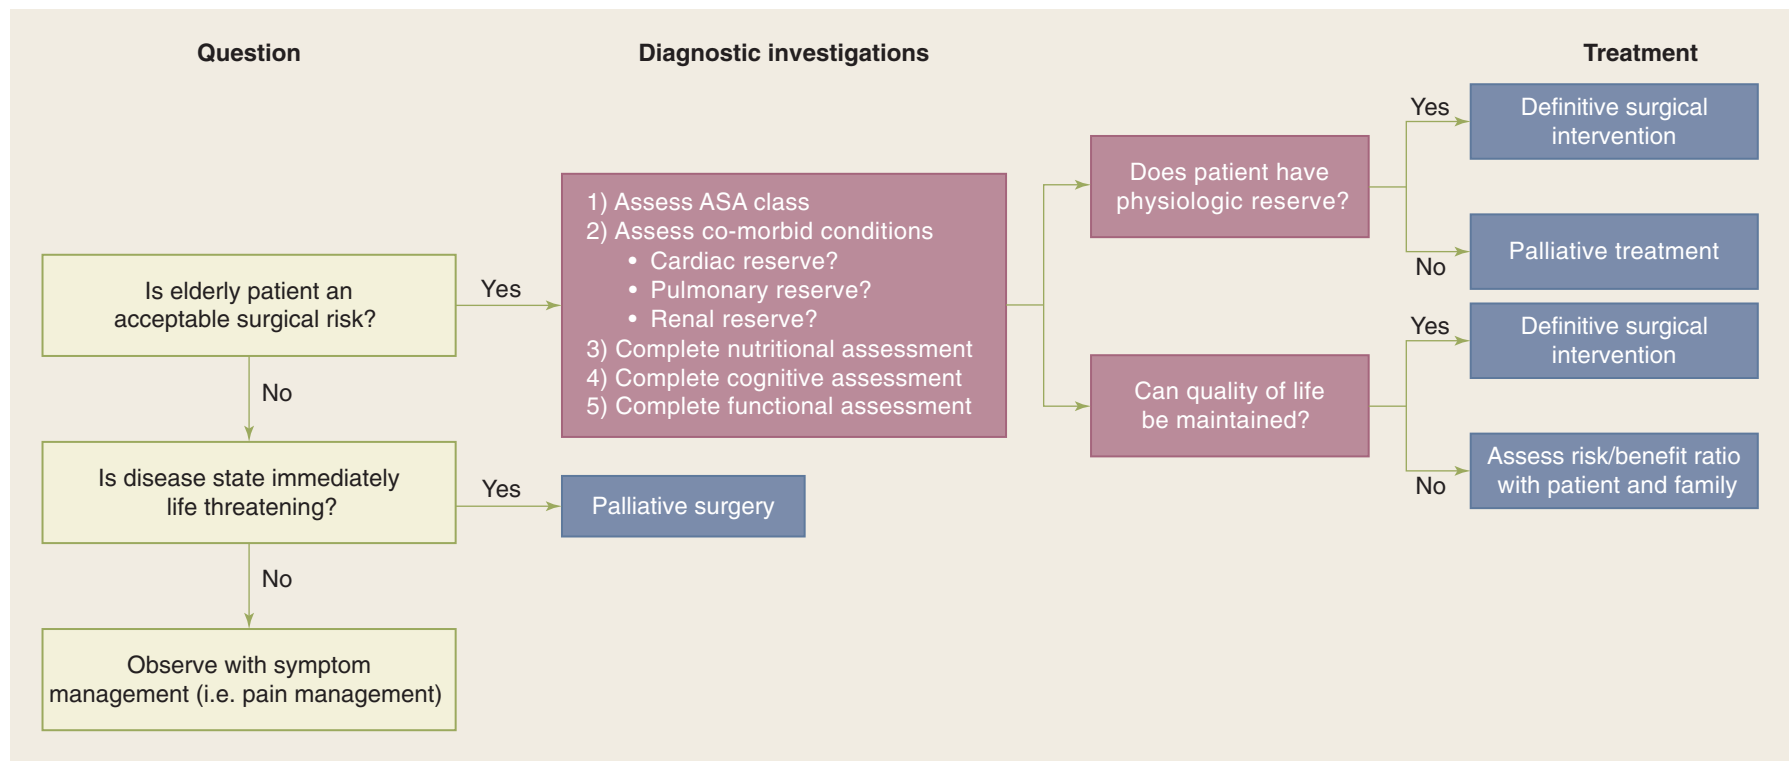 Question
Diagnostic investigations
Treatment
Is elderly patient an
acceptable surgical risk?
Yes
No
1) Assess ASA class
2) Assess co-morbid conditions
• Cardiac reserve?
• Pulmonary reserve?
• Renal reserve?
3) Complete nutritional assessment
4) Complete cognitive assessment
5) Complete functional assessment
Does patient have
physiologic reserve?
Yes
Definitive surgical
intervention
No
Palliative treatment
Can quality of life
be maintained?
Yes
Definitive surgical
intervention
No
Assess risk/benefit ratio
with patient and family
Is disease state immediately
life threatening?
Yes
Palliative surgery
No
Observe with symptom
management (i.e. pain management)